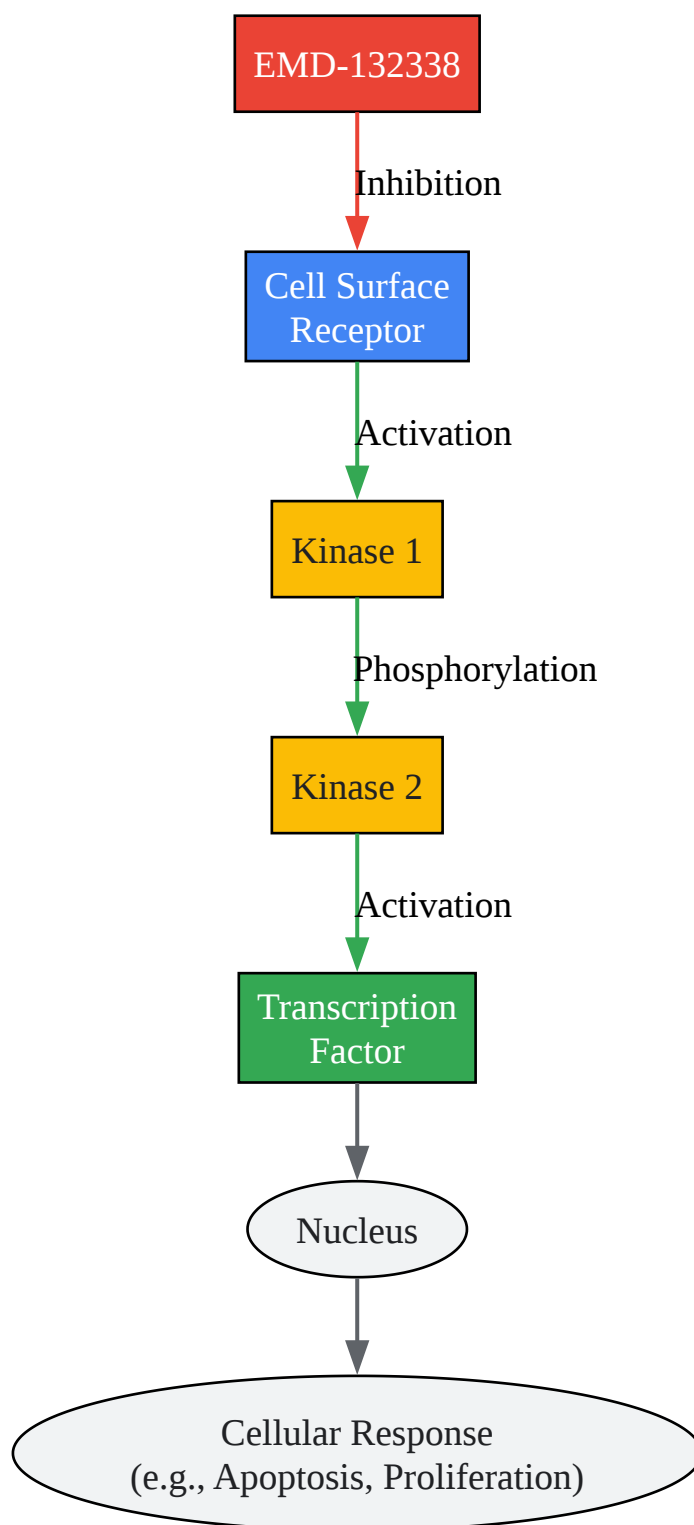 EMD-132338
Inhibition
Cell Surface
Receptor
Activation
Kinase 1
Phosphorylation
Kinase 2
Activation
Transcription
Factor
Nucleus
Cellular Response
(e.g., Apoptosis, Proliferation)